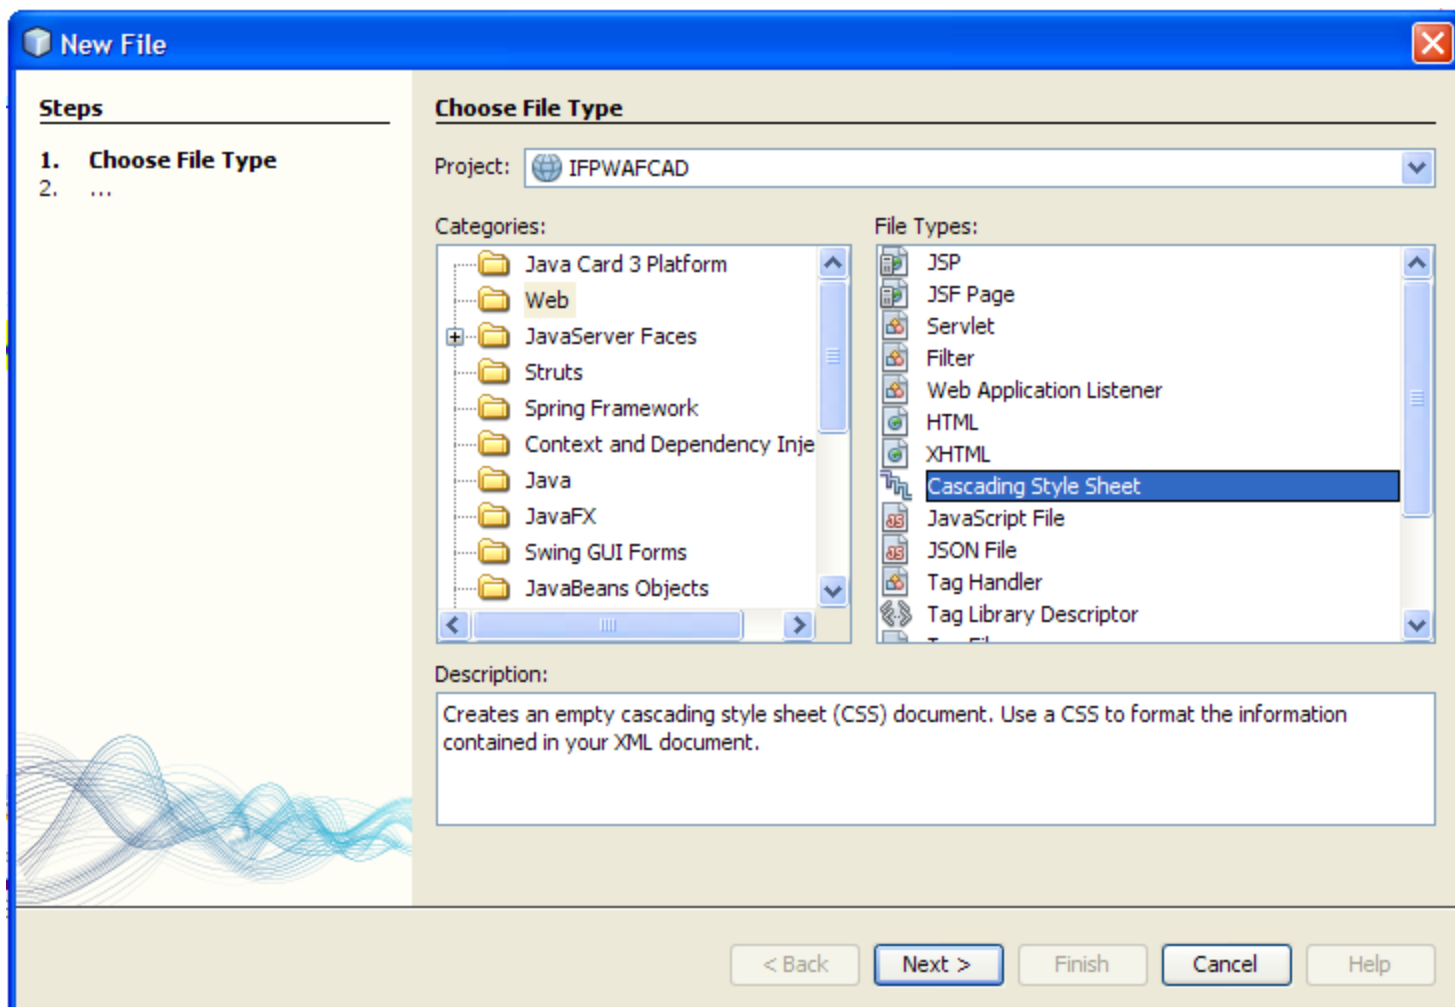 New File
Steps
1. Choose File Type
2. ...
Choose File Type
Project: IFPWAFCAD
Categories:
Java Card 3 Platform
Web
JavaServer Faces
Struts
Spring Framework
Context and Dependency Inje
Java
JavaFX
Swing GUI Forms
JavaBeans Objects
File Types:
JSP
JSF Page
Servlet
Filter
Web Application Listener
HTML
XHTML
Cascading Style Sheet
JavaScript File
JSON File
Tag Handler
Tag Library Descriptor
Description:
Creates an empty cascading style sheet (CSS) document. Use a CSS to format the information
contained in your XML document.
< Back Next > Finish Cancel Help